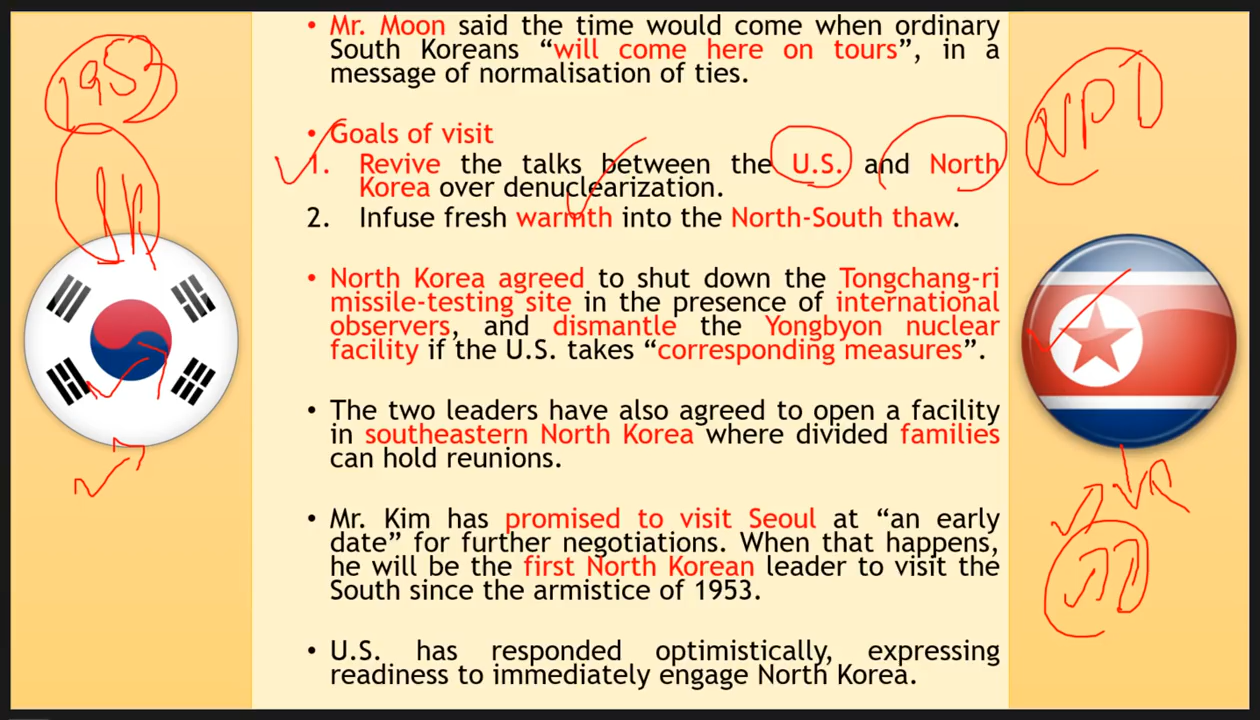 • Mr. Moon said the time would come when ordinary
South Koreans “will come here on tours”, in a
message of normalisation of ties.
• Goals of visit
1. Revive the talks between the U.S. and North
Korea over denuclearization.
2. Infuse fresh warmth into the North-South thaw.
• North Korea agreed to shut down the Tongchang-ri
missile-testing site in the presence of international
observers, and dismantle the Yongbyon nuclear
facility if the U.S. takes “corresponding measures”.
• The two leaders have also agreed to open a facility
in southeastern North Korea where divided families
can hold reunions.
• Mr. Kim has promised to visit Seoul at “an early
date” for further negotiations. When that happens,
he will be the first North Korean leader to visit the
South since the armistice of 1953.
• U.S. has responded optimistically, expressing
readiness to immediately engage North Korea.
1953